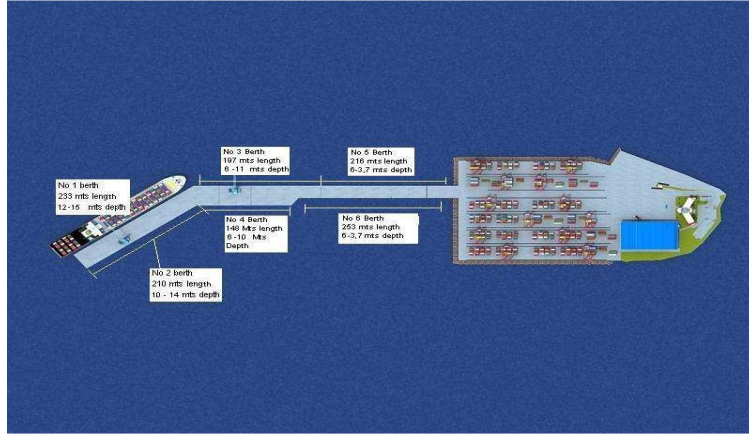 No 1 berth
233 mts length
12-15 mts depth
No 3 Berth
197 mts length
6 -11 mts depth
No 5 Berth
216 mts length
6-3,7 mts depth
No 4 Berth
148 Mts length
6 -10 Mts
Depth
No 6 Berth
253 mts length
6-3,7 mts depth
No 2 berth
210 mts length
10 - 14 mts depth